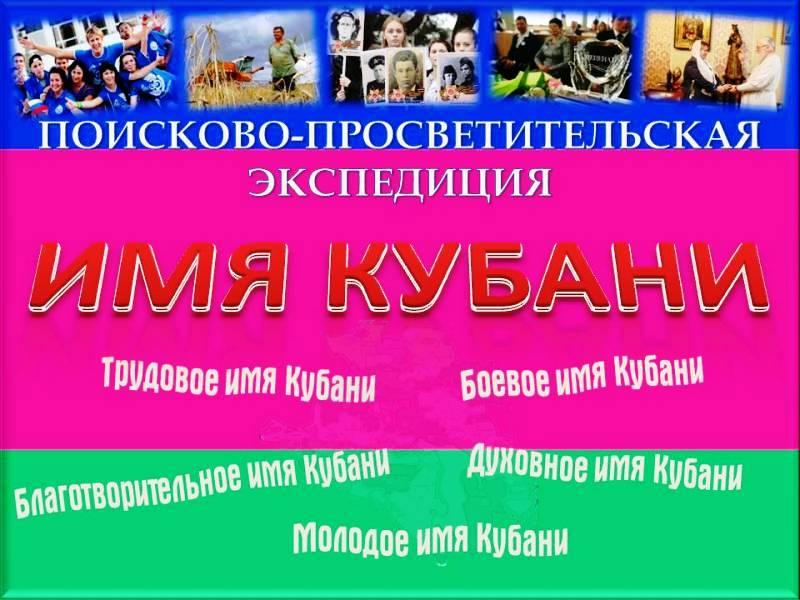 ПОИСКОВО-ПРОСВЕТИТЕЛЬСКАЯ
ЭКСПЕДИЦИЯ
ИМЯ КУБАНИ
Трудовое имя Кубани
Боевое имя Кубани
Благотворительное имя Кубани
Духовное имя Кубани
Молодое имя Кубани